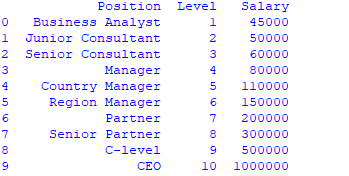 Position Level Salary
0 Business Analyst 1 45000
1 Junior Consultant 2 50000
2 Senior Consultant 3 60000
3 Manager 4 80000
4 Country Manager 5 110000
5 Region Manager 6 150000
6 Partner 7 200000
7 Senior Partner 8 300000
8 C-level 9 500000
9 CEO 10 1000000